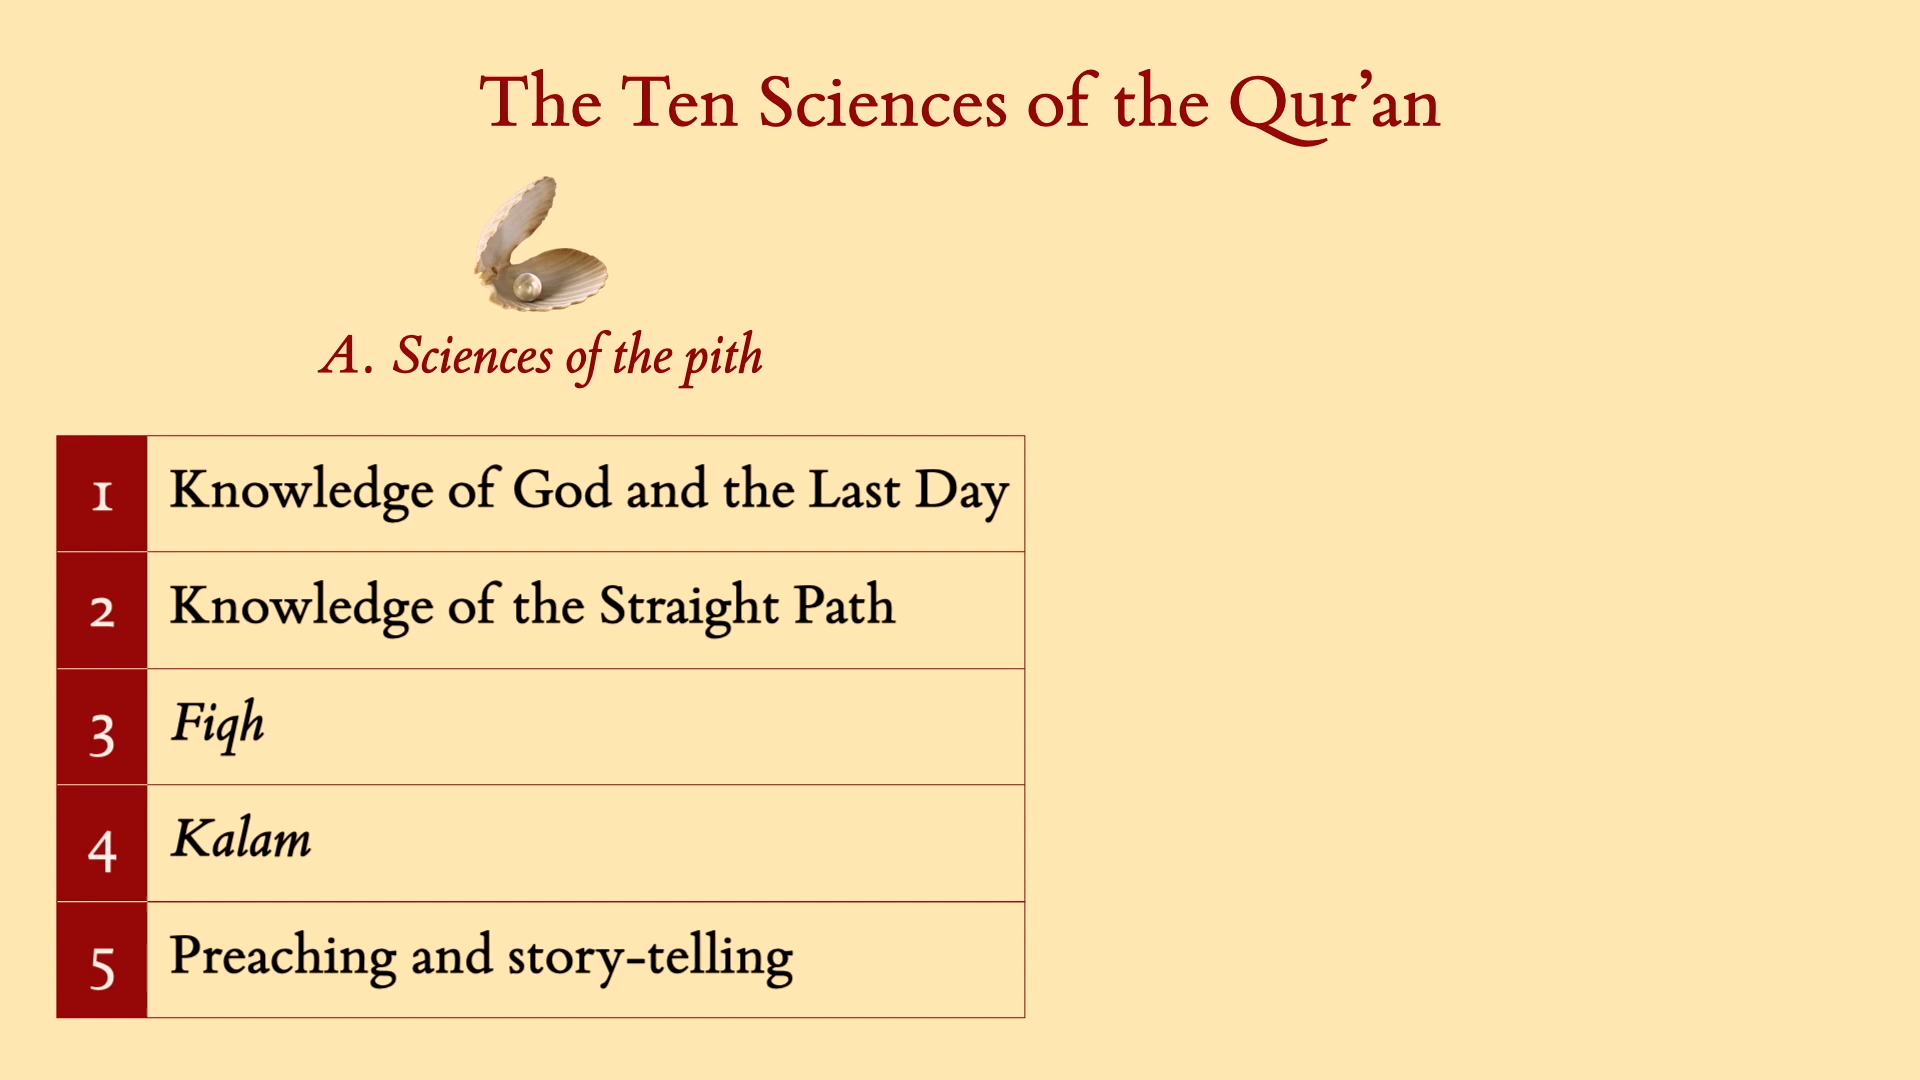 The Ten Sciences of the Qur’an
A. Sciences of the pith
1 Knowledge of God and the Last Day
2 Knowledge of the Straight Path
3 Fiqh
4 Kalam
5 Preaching and story-telling